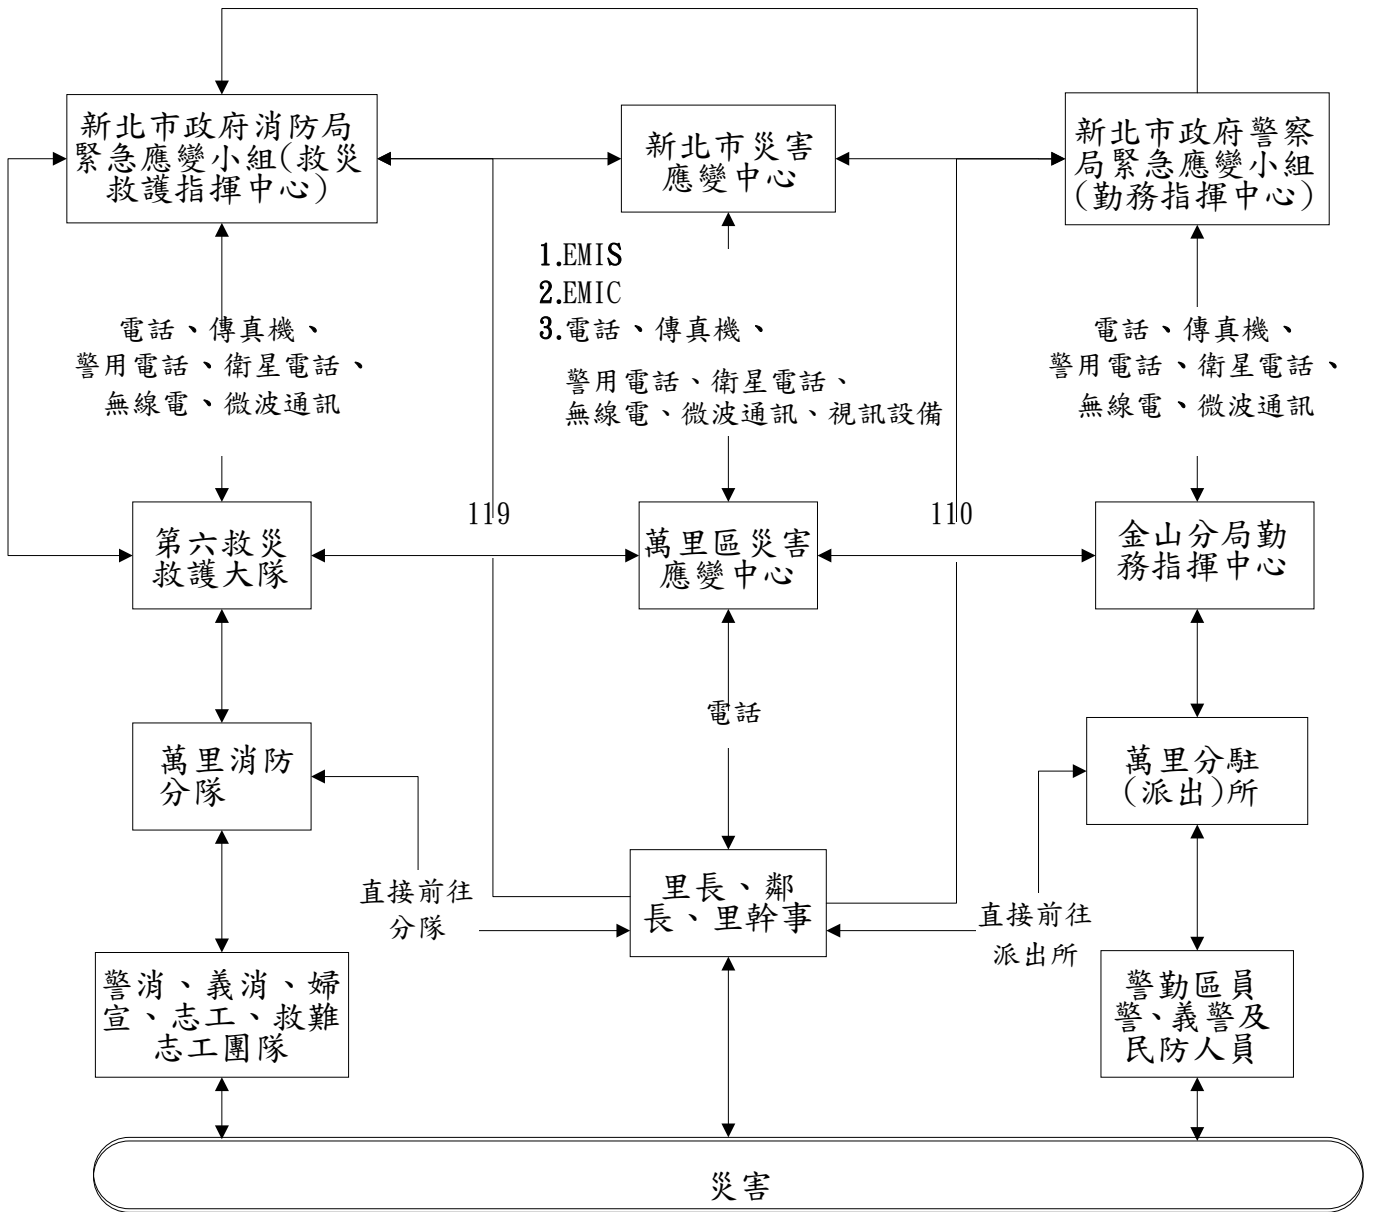 新北市政府消防局
緊急應變小組(救災
救護指揮中心)
新北市災害
應變中心
新北市政府警察
局緊急應變小組
(勤務指揮中心)
電話、傳真機、
警用電話、衛星電話、
無線電、微波通訊
1.EMIS
2.EMIC
3.電話、傳真機、
警用電話、衛星電話、
無線電、微波通訊、視訊設備
電話、傳真機、
警用電話、衛星電話、
無線電、微波通訊
119
110
第六救災
救護大隊
萬里區災害
應變中心
金山分局勤
務指揮中心
電話
萬里消防
分隊
萬里分駐
(派出)所
直接前往
分隊
里長、鄰
長、里幹事
直接前往
派出所
警消、義消、婦
宣、志工、救難
志工團隊
警勤區員
警、義警及
民防人員
災害